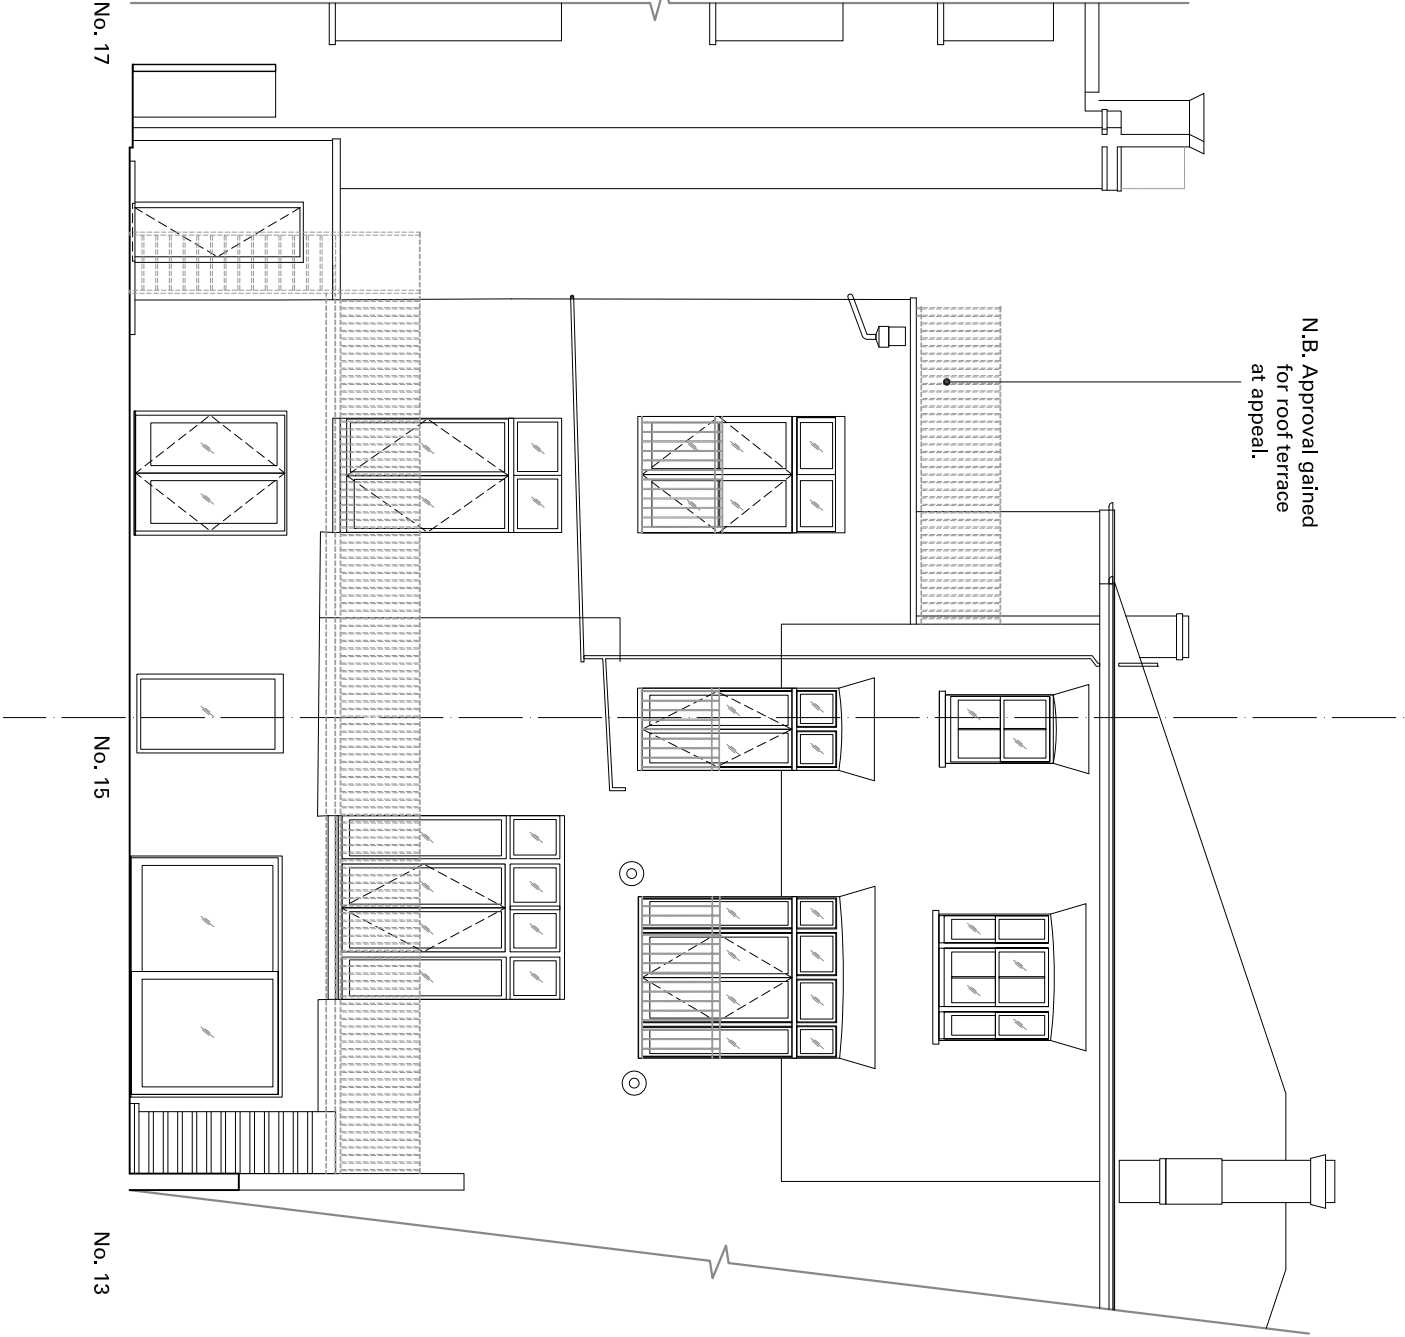 N.B. Approval gained
for roof terrace
at appeal.
No. 17
No. 15
No. 13